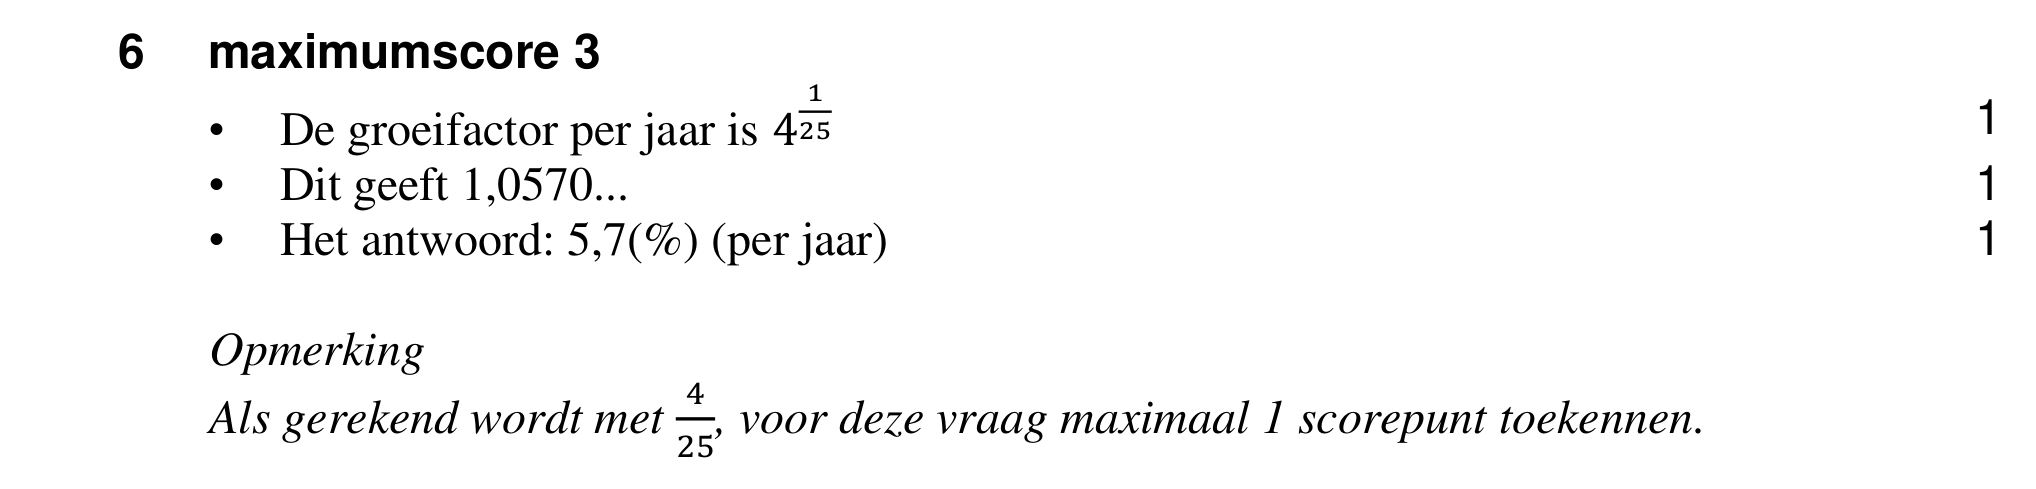 6 maximumscore 3
• De groeifactor per jaar is 4^{\frac{1}{25}} 1
• Dit geeft 1,0570... 1
• Het antwoord: 5,7(%) (per jaar) 1
Opmerking
Als gerekend wordt met \frac{4}{25}, voor deze vraag maximaal 1 scorepunt toekennen.